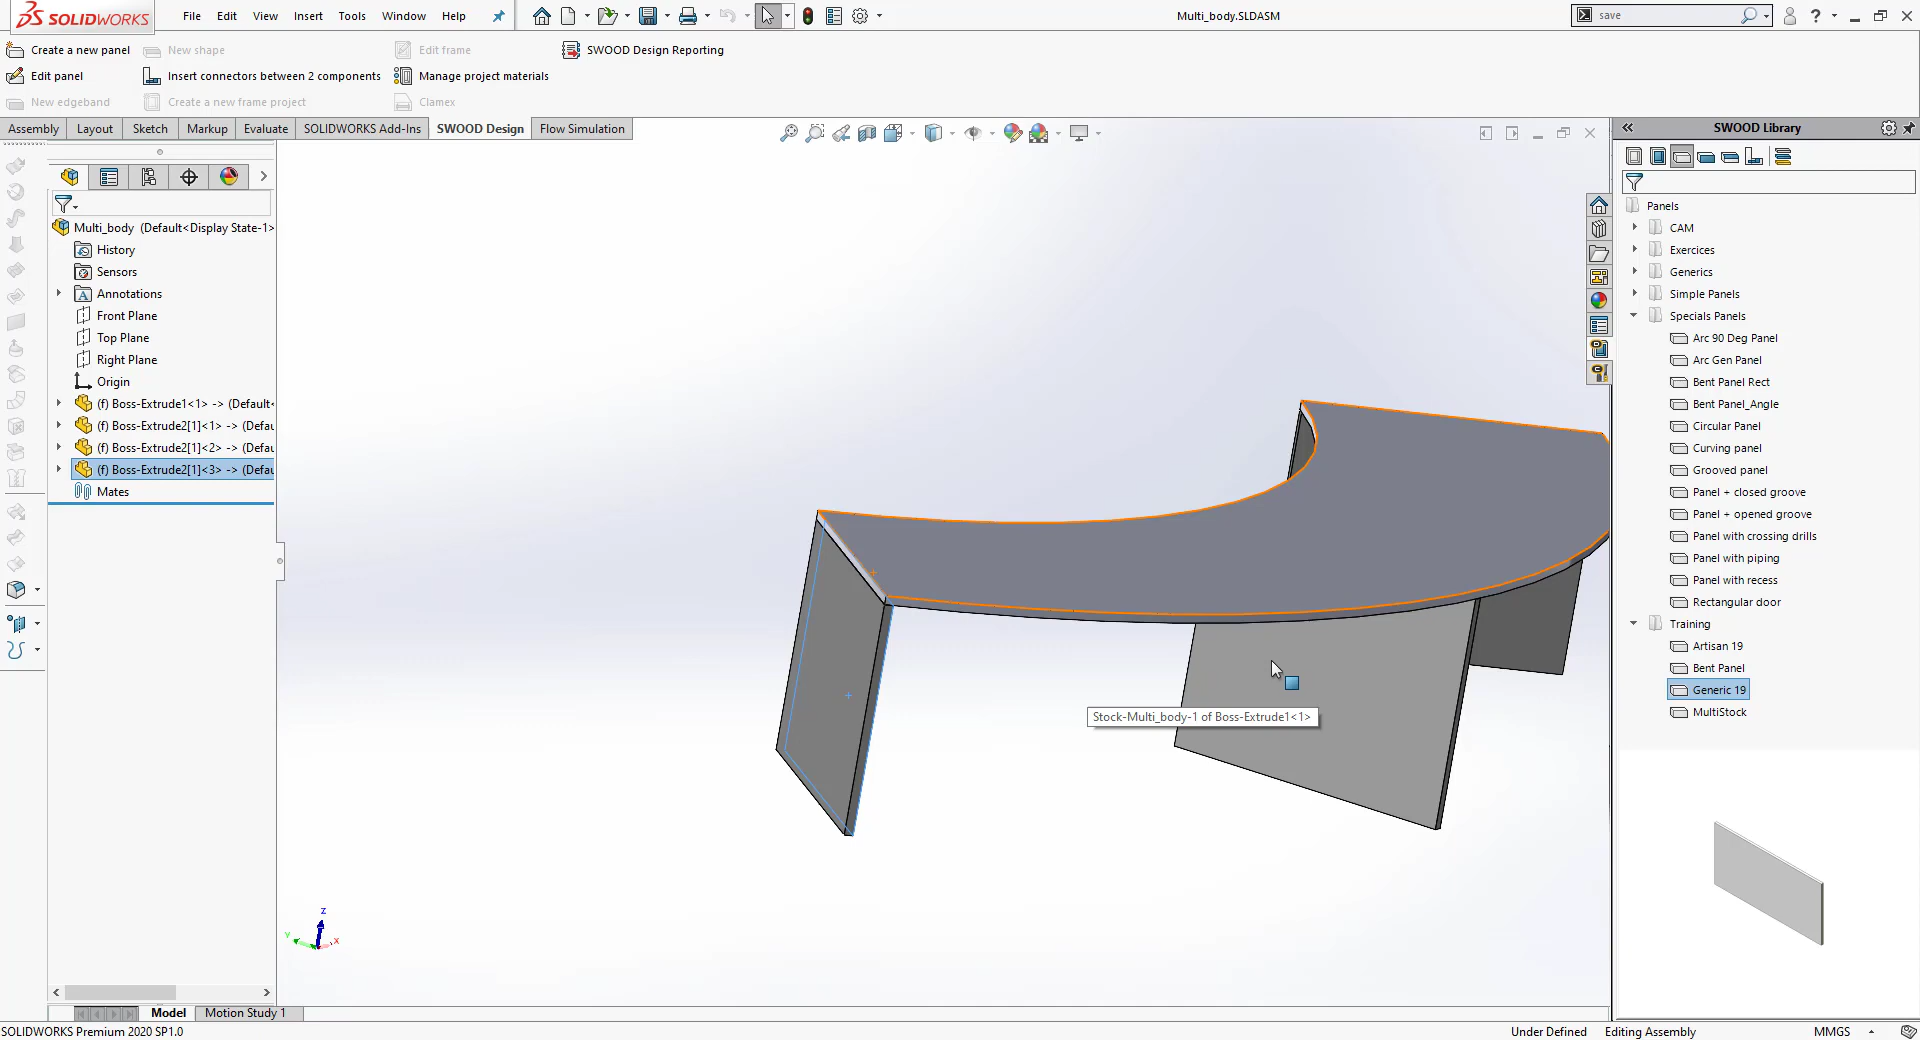 SOLIDWORKS
File Edit View Insert Tools Window Help
Multi_body.SLDASM
save
Create a new panel
New shape
Edit frame
SWOOD Design Reporting
Edit panel
Insert connectors between 2 components
Manage project materials
New edgeband
Create a new frame project
Clamex
Assembly Layout Sketch Markup Evaluate SOLIDWORKS Add-Ins SWOOD Design Flow Simulation
SWOOD Library
Multi_body (Default<Display State-1>
History
Sensors
Annotations
Front Plane
Top Plane
Right Plane
Origin
(f) Boss-Extrude1<1> -> (Default<
(f) Boss-Extrude2[1]<1> -> (Defau
(f) Boss-Extrude2[1]<2> -> (Defau
(f) Boss-Extrude2[1]<3> -> (Defau
Mates
Stock-Multi_body-1 of Boss-Extrude1<1>
z
y
x
Panels
CAM
Exercices
Generics
Simple Panels
Specials Panels
Arc 90 Deg Panel
Arc Gen Panel
Bent Panel Rect
Bent Panel_Angle
Circular Panel
Curving panel
Grooved panel
Panel + closed groove
Panel + opened groove
Panel with crossing drills
Panel with piping
Panel with recess
Rectangular door
Training
Artisan 19
Bent Panel
Generic 19
MultiStock
Model Motion Study 1
SOLIDWORKS Premium 2020 SP1.0
Under Defined Editing Assembly MMGS